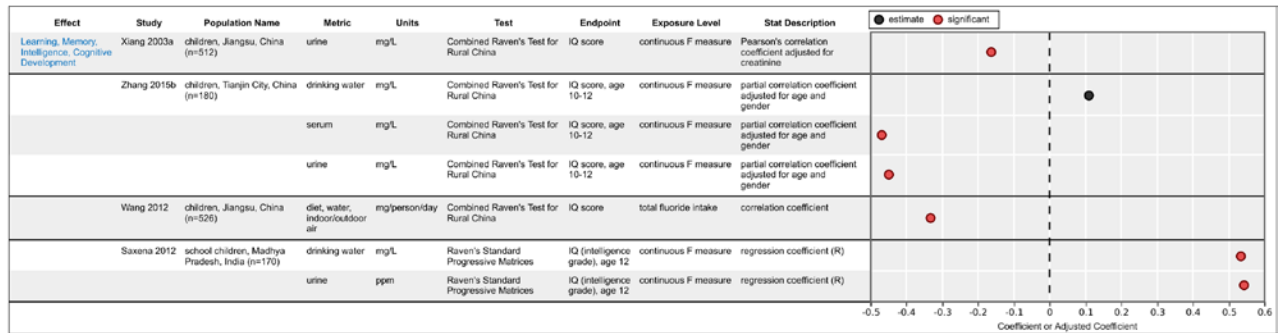 Effect Study Population Name Metric Units Test Endpoint Exposure Level Stat Description
estimate significant
Learning, Memory, Xiang 2003a children, Jiangsu, China urine mg/L Combined Raven's Test for IQ score continuous F measure Pearson's correlation
Intelligence, Cognitive (n=512) Rural China coefficient adjusted for
Development creatinine
Zhang 2015b children, Tianjin City, China drinking water mg/L Combined Raven's Test for IQ score, age continuous F measure partial correlation coefficient
(n=180) Rural China 10-12 adjusted for age and
gender
serum mg/L Combined Raven's Test for IQ score, age continuous F measure partial correlation coefficient
Rural China 10-12 adjusted for age and
gender
urine mg/L Combined Raven's Test for IQ score, age continuous F measure partial correlation coefficient
Rural China 10-12 adjusted for age and
gender
Wang 2012 children, Jiangsu, China diet, water, mg/person/day Combined Raven's Test for IQ score total fluoride intake correlation coefficient
(n=526) indoor/outdoor Rural China
air
Saxena 2012 school children, Madhya drinking water mg/L Raven's Standard IQ (intelligence continuous F measure regression coefficient (R)
Pradesh, India (n=170) Progressive Matrices grade), age 12
urine ppm Raven's Standard IQ (intelligence continuous F measure regression coefficient (R)
Progressive Matrices grade), age 12
-0.5 -0.4 -0.3 -0.2 -0.1 0 0.1 0.2 0.3 0.4 0.5 0.6
Coefficient or Adjusted Coefficient